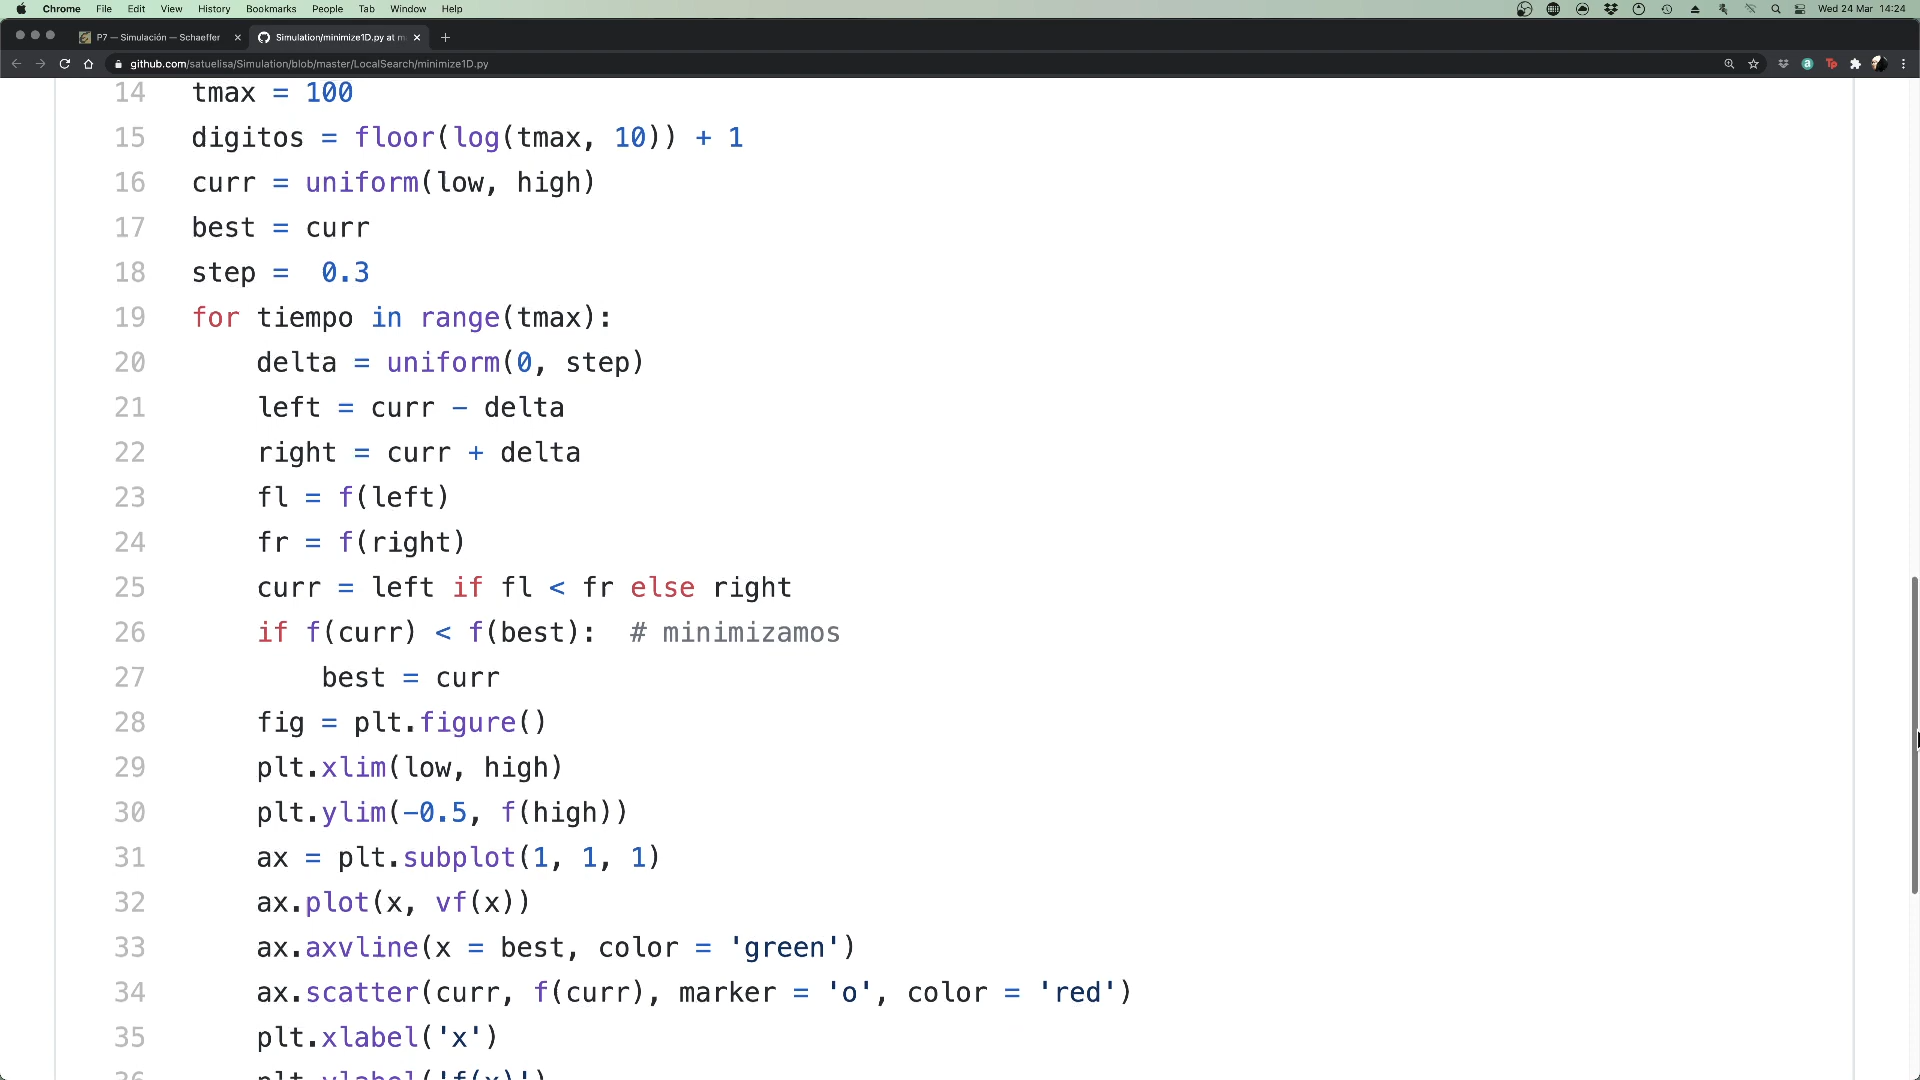 Chrome File Edit View History Bookmarks People Tab Window Help Wed 24 Mar 14:24
P7 — Simulación — Schaeffer Simulation/minimize1D.py at m
github.com/satuelisa/Simulation/blob/master/LocalSearch/minimize1D.py
14 tmax = 100
15 digitos = floor(log(tmax, 10)) + 1
16 curr = uniform(low, high)
17 best = curr
18 step =  0.3
19 for tiempo in range(tmax):
20     delta = uniform(0, step)
21     left = curr - delta
22     right = curr + delta
23     fl = f(left)
24     fr = f(right)
25     curr = left if fl < fr else right
26     if f(curr) < f(best):  # minimizamos
27         best = curr
28     fig = plt.figure()
29     plt.xlim(low, high)
30     plt.ylim(-0.5, f(high))
31     ax = plt.subplot(1, 1, 1)
32     ax.plot(x, vf(x))
33     ax.axvline(x = best, color = 'green')
34     ax.scatter(curr, f(curr), marker = 'o', color = 'red')
35     plt.xlabel('x')
36     plt.ylabel('f(x)')